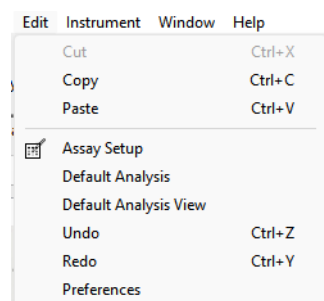 Edit Instrument Window Help
Cut Ctrl+X
Copy Ctrl+C
Paste Ctrl+V
Assay Setup
Default Analysis
Default Analysis View
Undo Ctrl+Z
Redo Ctrl+Y
Preferences